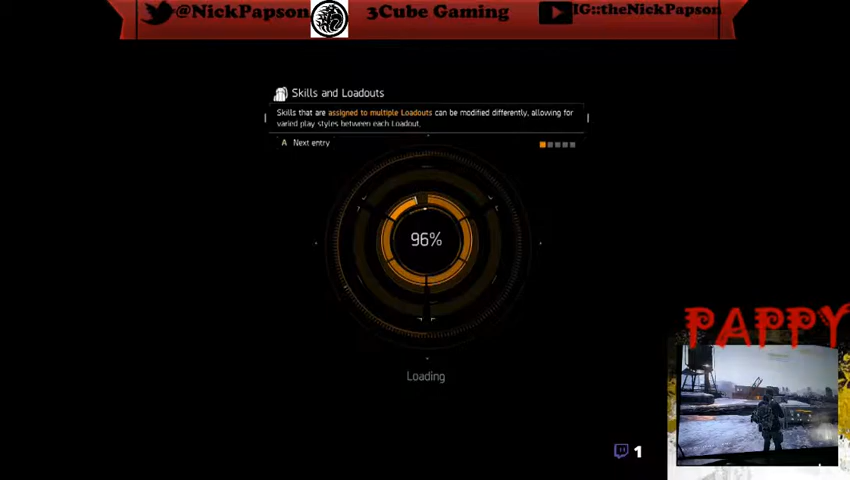 @NickPapson
3Cube Gaming
IG::theNickPapson
Skills and Loadouts
Skills that are assigned to multiple Loadouts can be modified differently, allowing for
varied play styles between each Loadout.
A Next entry
96%
Loading
PAPPY
1